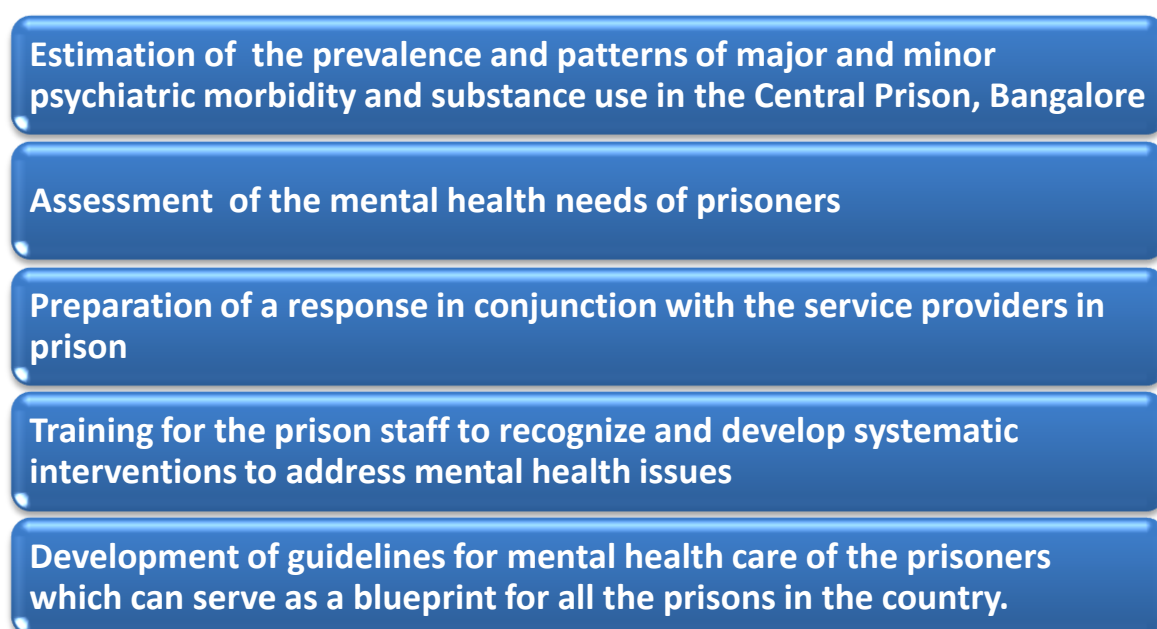 Estimation of  the prevalence and patterns of major and minor
psychiatric morbidity and substance use in the Central Prison, Bangalore
Assessment  of the mental health needs of prisoners
Preparation of a response in conjunction with the service providers in
prison
Training for the prison staff to recognize and develop systematic
interventions to address mental health issues
Development of guidelines for mental health care of the prisoners
which can serve as a blueprint for all the prisons in the country.